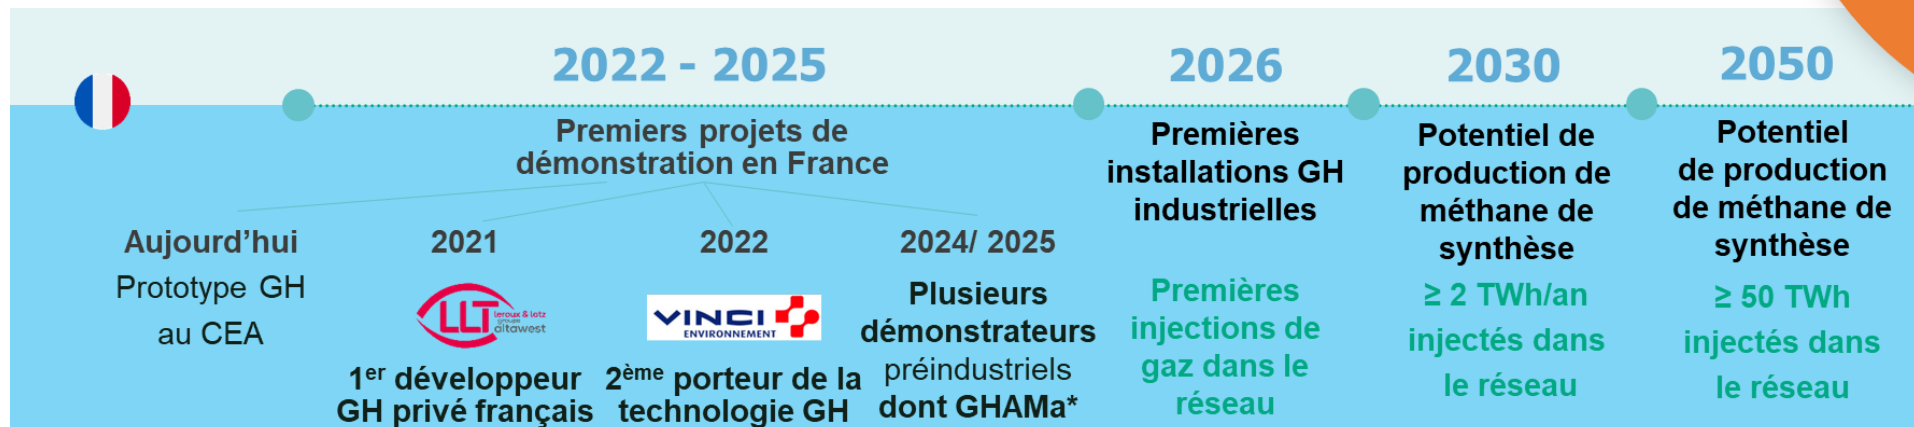 2022 - 2025
Premiers projets de
démonstration en France
Aujourd’hui
Prototype GH
au CEA
2021
LLT
leroux & lotz
groupe
altawest
1er développeur
GH privé français
2022
VINCI
ENVIRONNEMENT
2ème porteur de la
technologie GH
2024/ 2025
Plusieurs
démonstrateurs
préindustriels
dont GHAMa*
2026
Premières
installations GH
industrielles
Premières
injections de
gaz dans le
réseau
2030
Potentiel de
production de
méthane de
synthèse
≥ 2 TWh/an
injectés dans
le réseau
2050
Potentiel
de production
de méthane de
synthèse
≥ 50 TWh
injectés dans
le réseau